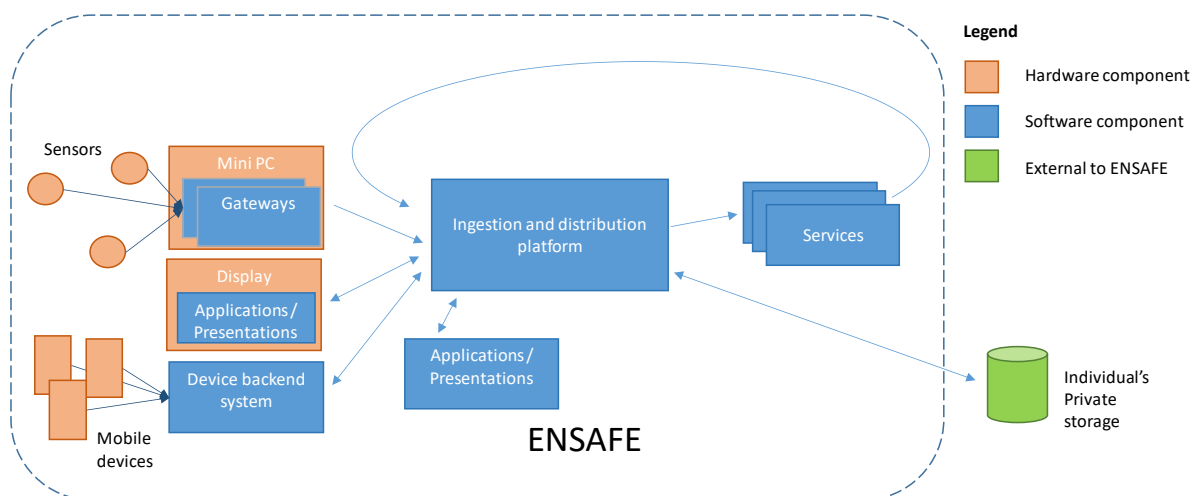 Legend
Hardware component
Software component
External to ENSAFE
Sensors
Mini PC
Gateways
Ingestion and distribution
platform
Services
Display
Applications/
Presentations
Applications/
Presentations
Device backend
system
Mobile
devices
Individual’s
Private
storage
ENSAFE